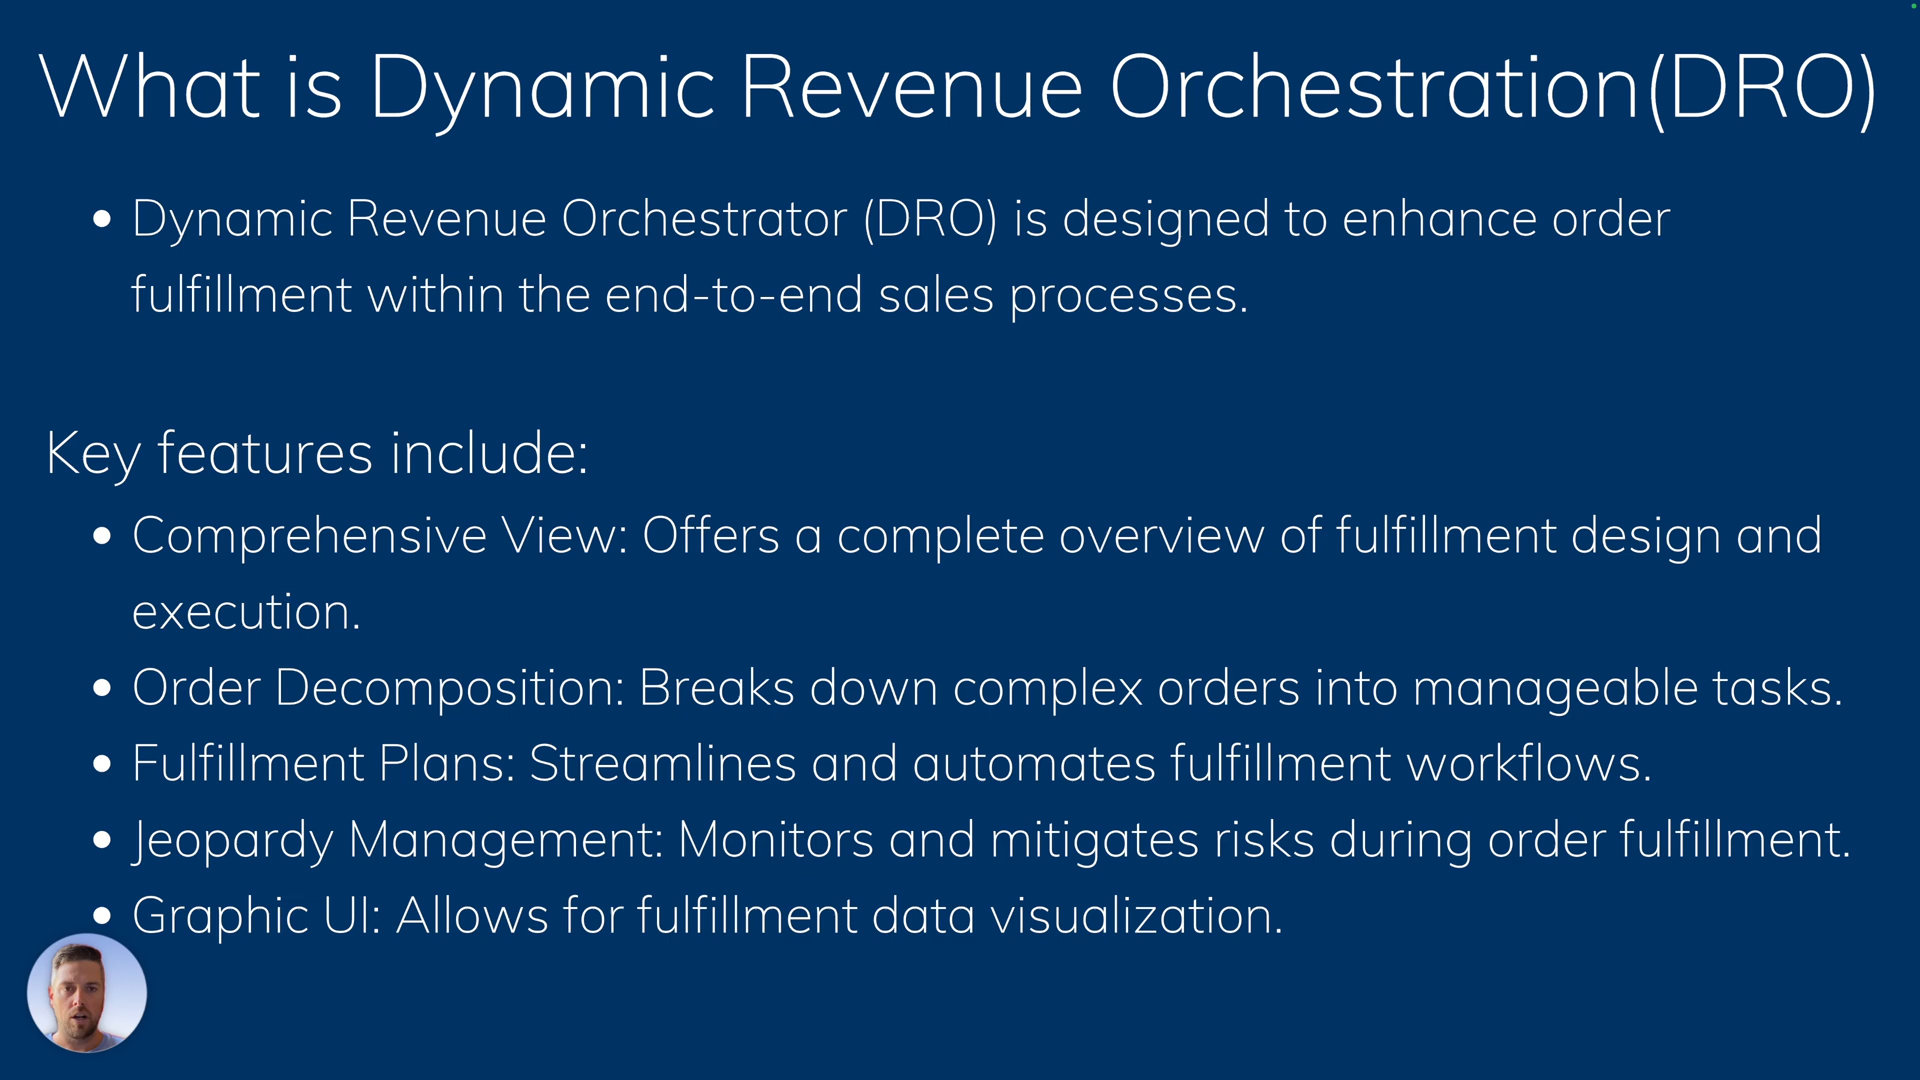 What is Dynamic Revenue Orchestration(DRO)
• Dynamic Revenue Orchestrator (DRO) is designed to enhance order
fulfillment within the end-to-end sales processes.
Key features include:
• Comprehensive View: Offers a complete overview of fulfillment design and
execution.
• Order Decomposition: Breaks down complex orders into manageable tasks.
• Fulfillment Plans: Streamlines and automates fulfillment workflows.
• Jeopardy Management: Monitors and mitigates risks during order fulfillment.
• Graphic UI: Allows for fulfillment data visualization.